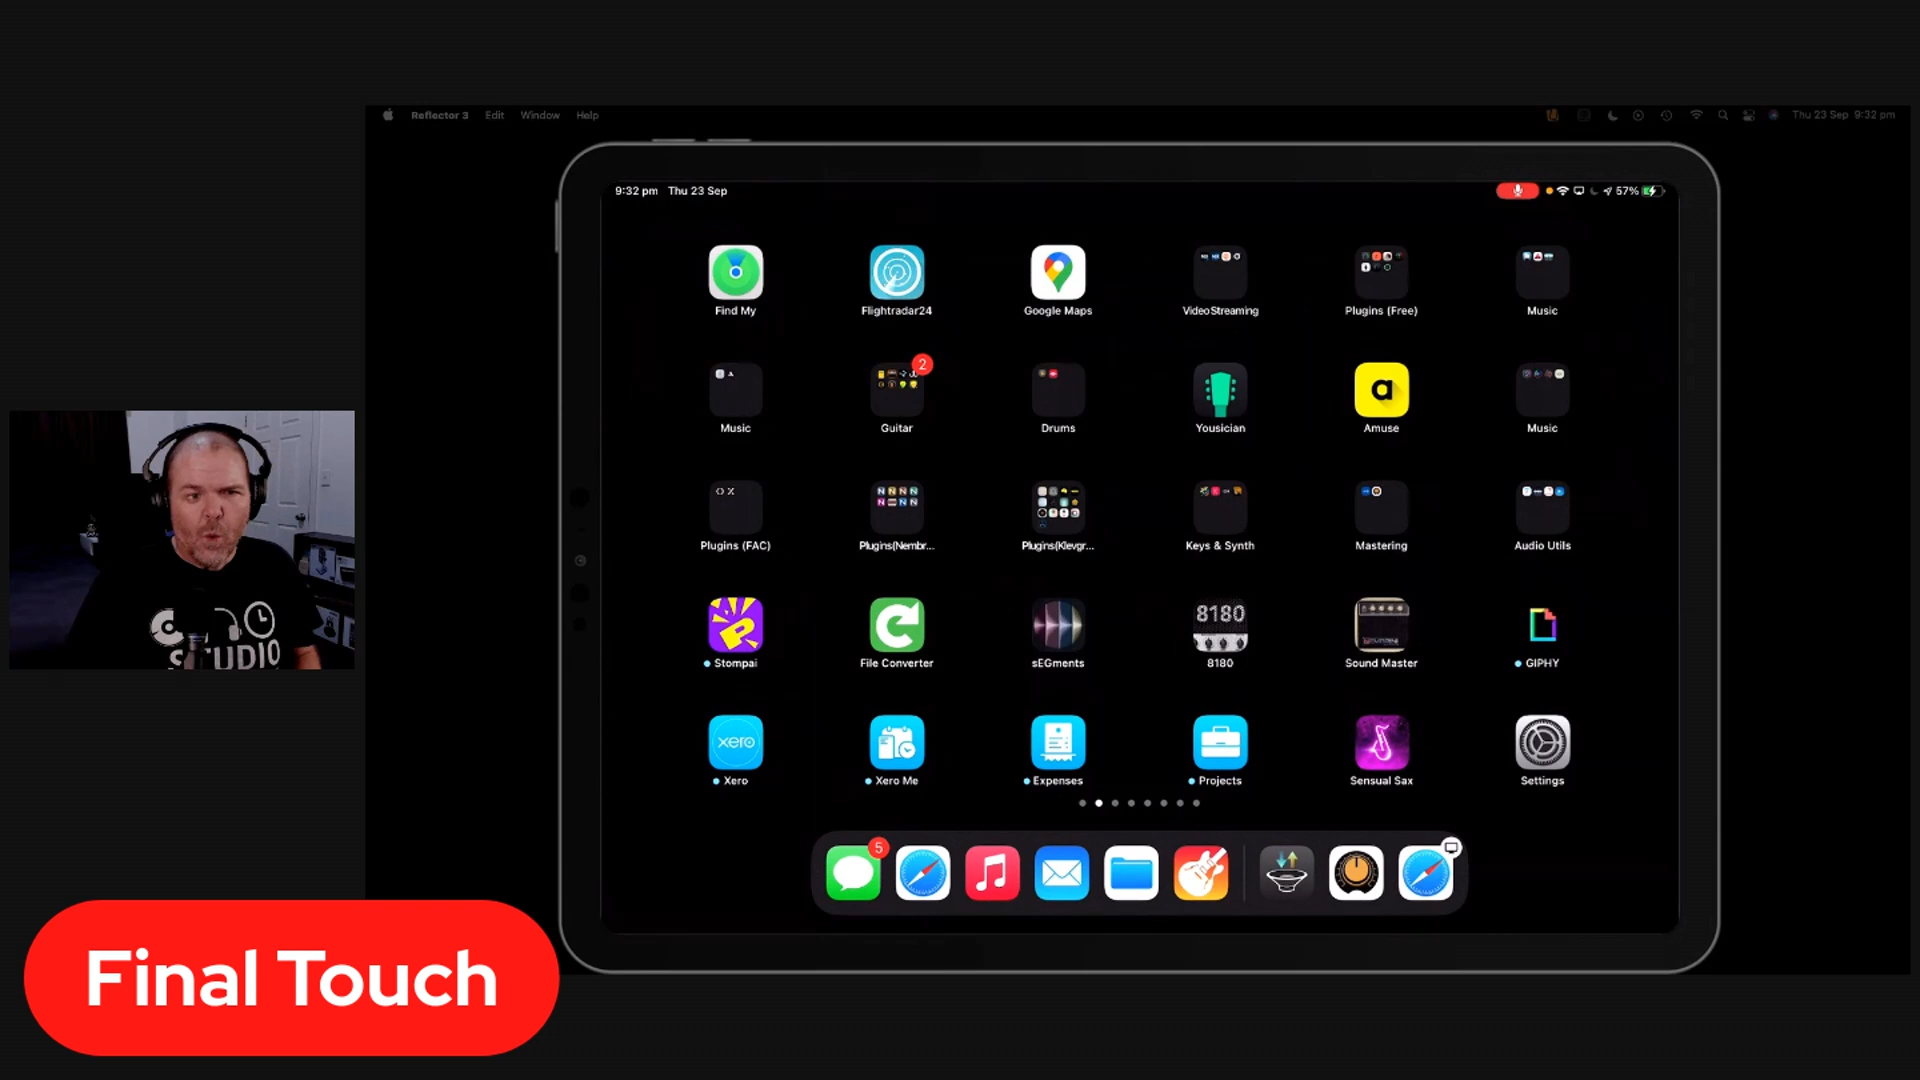 Reflector 3 Edit Window Help Thu 23 Sep 9:32 pm
9:32 pm Thu 23 Sep 57%
Find My Flightradar24 Google Maps Video Streaming Plugins (Free) Music
2
Music Guitar Drums Yousician Amuse Music
a
Plugins (FAC) Plugins(Nembr... Plugins(Klevgr... Keys & Synth Mastering Audio Utils
8180
Stompai File Converter sEGments 8180 Sound Master GIPHY
xero
Xero Xero Me Expenses Projects Sensual Sax Settings
5
STUDIO
Final Touch